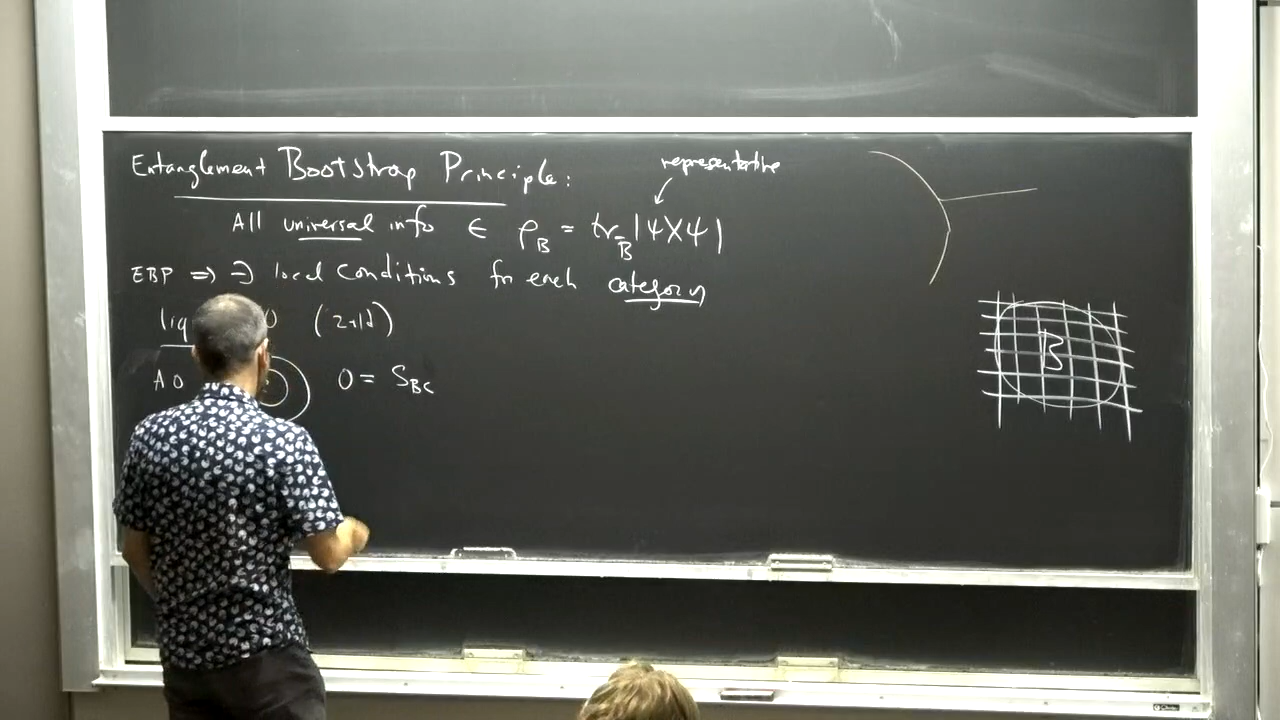 Entanglement Bootstrap Principle:
representative
All universal info ∈ ρ_B = tr_B̄ |ψ⟩⟨ψ|
EBP ⇒ ∃ local conditions for each category
liq (2+1d)
A0 0 = S_BC
B